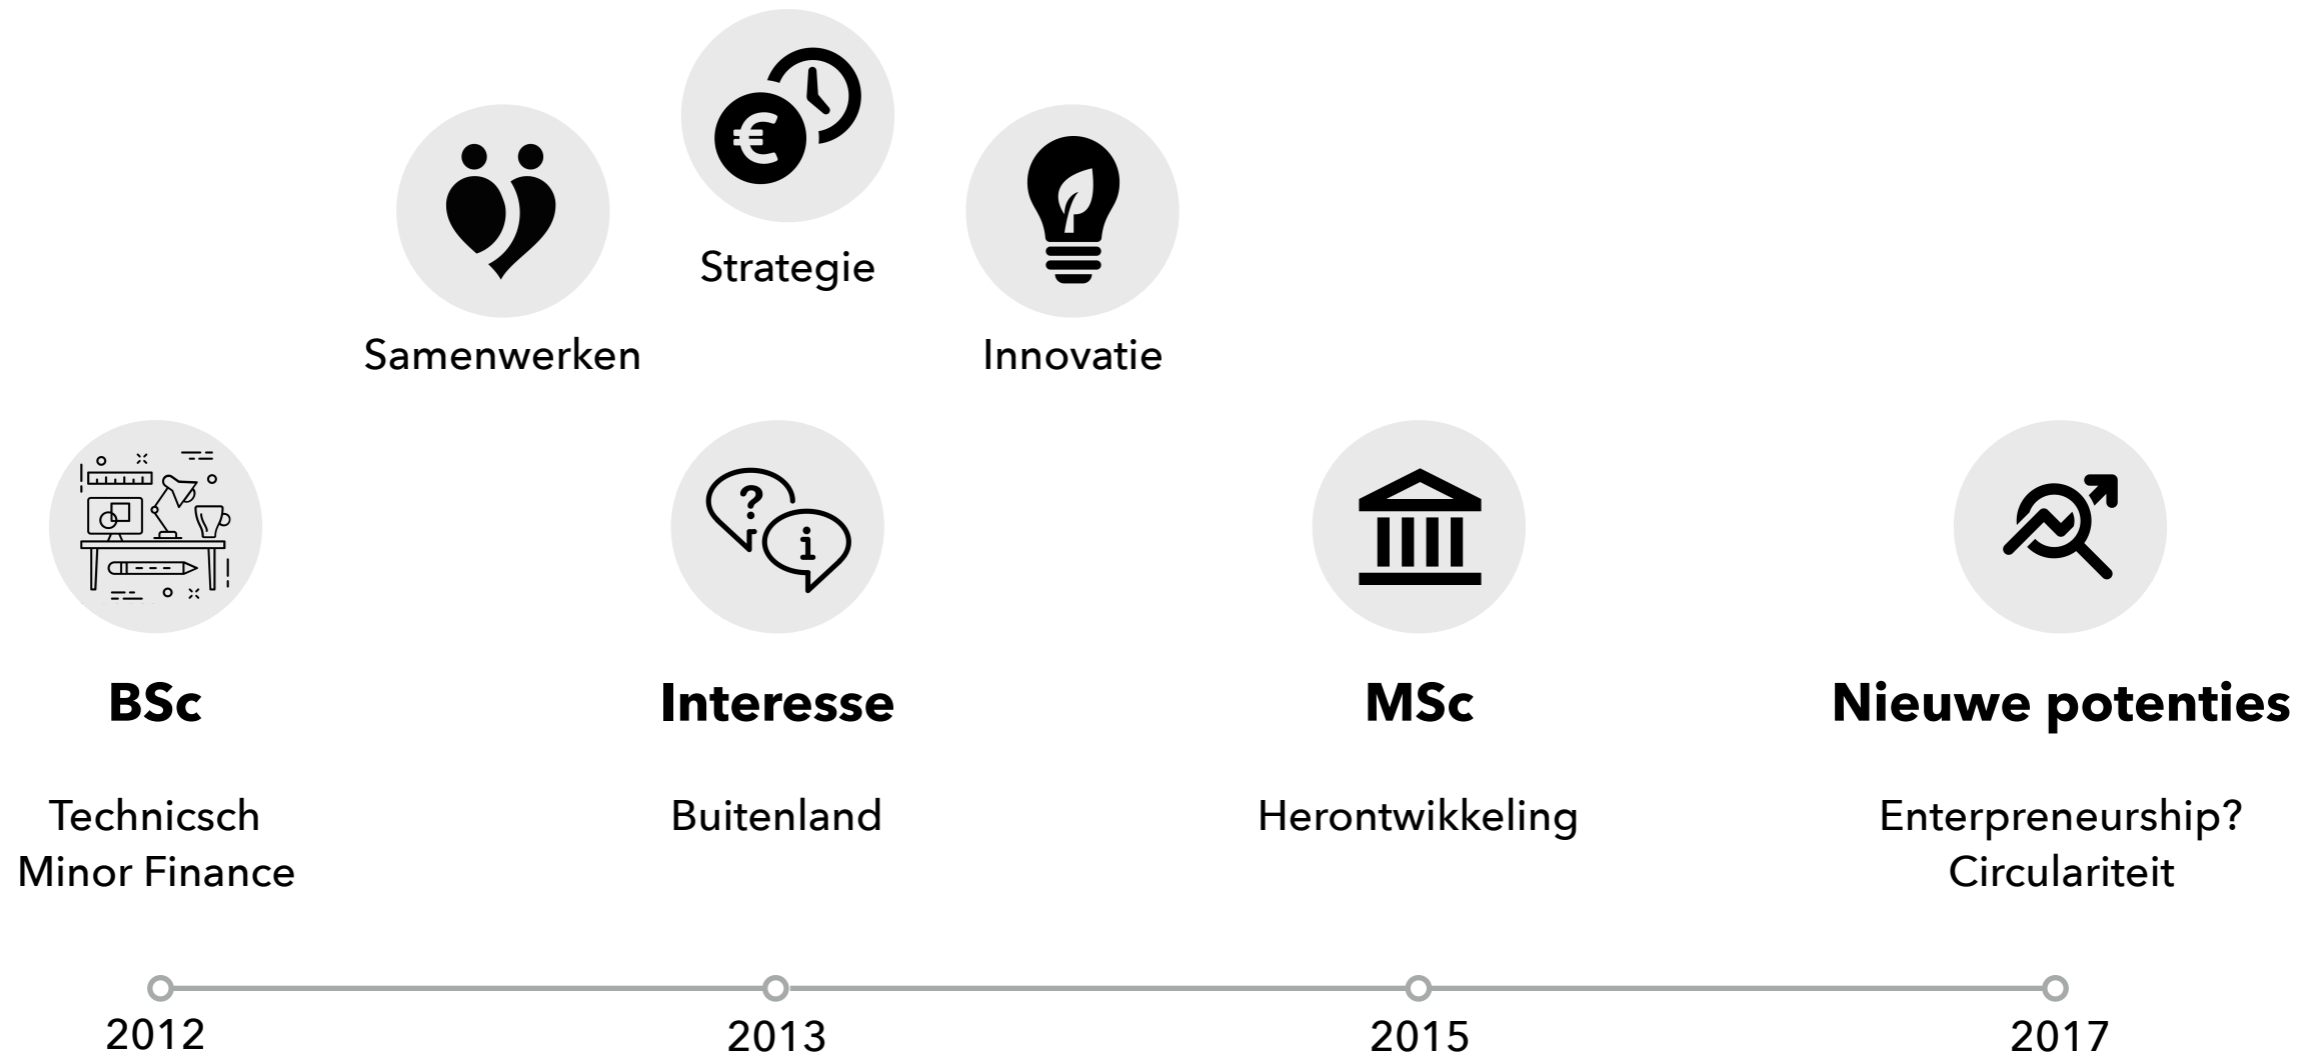 Strategie
Samenwerken
Innovatie
BSc
Interesse
MSc
Nieuwe potenties
Technicsch
Minor Finance
Buitenland
Herontwikkeling
Enterpreneurship?
Circulariteit
2012
2013
2015
2017